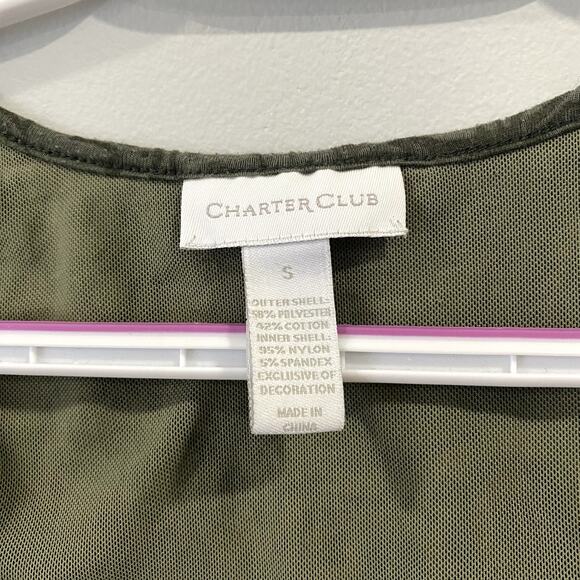 CHARTER CLUB
S
OUTER SHELL:
58% POLYESTER
42% COTTON
INNER SHELL:
95% NYLON
5% SPANDEX
EXCLUSIVE OF
DECORATION
MADE IN
CHINA